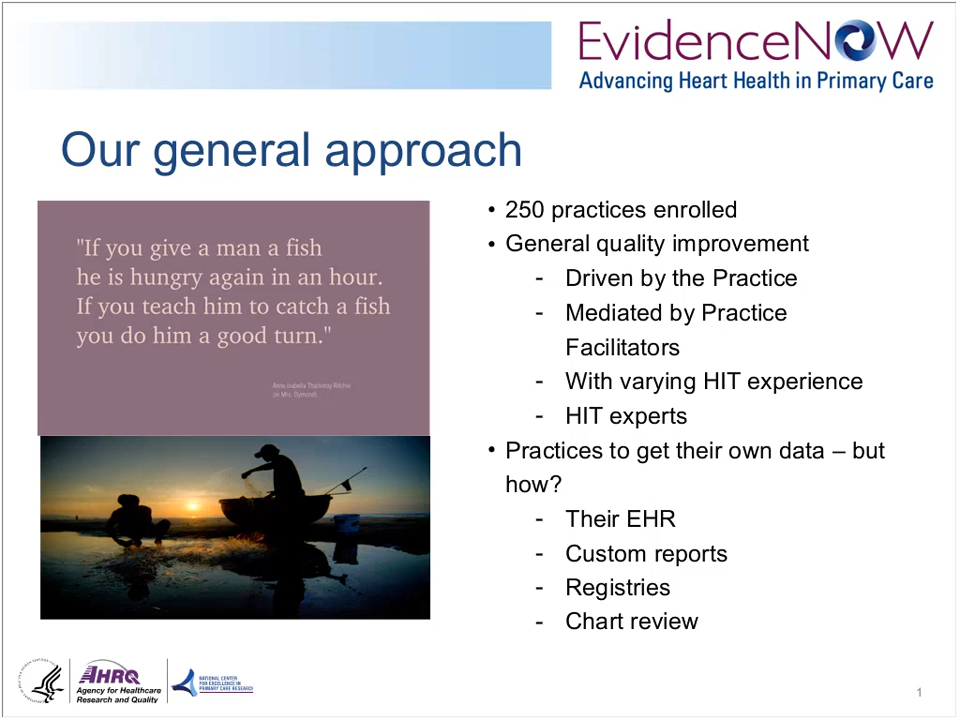 EvidenceNOW
Advancing Heart Health in Primary Care
Our general approach
"If you give a man a fish
he is hungry again in an hour.
If you teach him to catch a fish
you do him a good turn."
Anne Isabella Thackeray Ritchie
(in Mrs. Dymond)
• 250 practices enrolled
• General quality improvement
- Driven by the Practice
- Mediated by Practice
Facilitators
- With varying HIT experience
- HIT experts
• Practices to get their own data – but
how?
- Their EHR
- Custom reports
- Registries
- Chart review
AHRQ
Agency for Healthcare
Research and Quality
NATIONAL CENTER
FOR EXCELLENCE IN
PRIMARY CARE RESEARCH
1